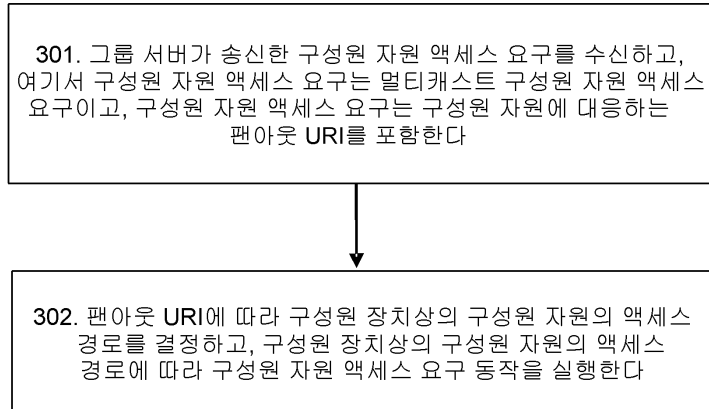 301. 그룹 서버가 송신한 구성원 자원 액세스 요구를 수신하고,
여기서 구성원 자원 액세스 요구는 멀티캐스트 구성원 자원 액세스
요구이고, 구성원 자원 액세스 요구는 구성원 자원에 대응하는
팬아웃 URI를 포함한다
302. 팬아웃 URI에 따라 구성원 장치상의 구성원 자원의 액세스
경로를 결정하고, 구성원 장치상의 구성원 자원의 액세스
경로에 따라 구성원 자원 액세스 요구 동작을 실행한다